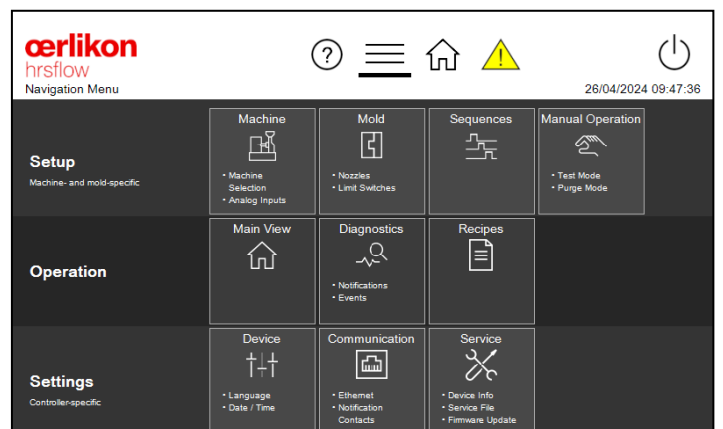 œrlikon
hrsflow
Navigation Menu
?
!
26/04/2024 09:47:36
Setup
Machine- and mold-specific
Machine
• Machine
Selection
• Analog Inputs
Mold
• Nozzles
• Limit Switches
Sequences
Manual Operation
• Test Mode
• Purge Mode
Operation
Main View
Diagnostics
• Notifications
• Events
Recipes
Settings
Controller-specific
Device
• Language
• Date / Time
Communication
• Ethernet
• Notification
Contacts
Service
• Device Info
• Service File
• Firmware Update